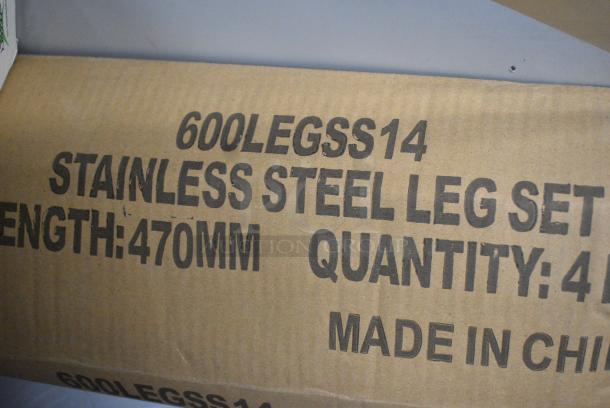 600LEGSS14
STAINLESS STEEL LEG SET
ENGTH: 470MM QUANTITY: 4
MADE IN CHI
600LEGSS14